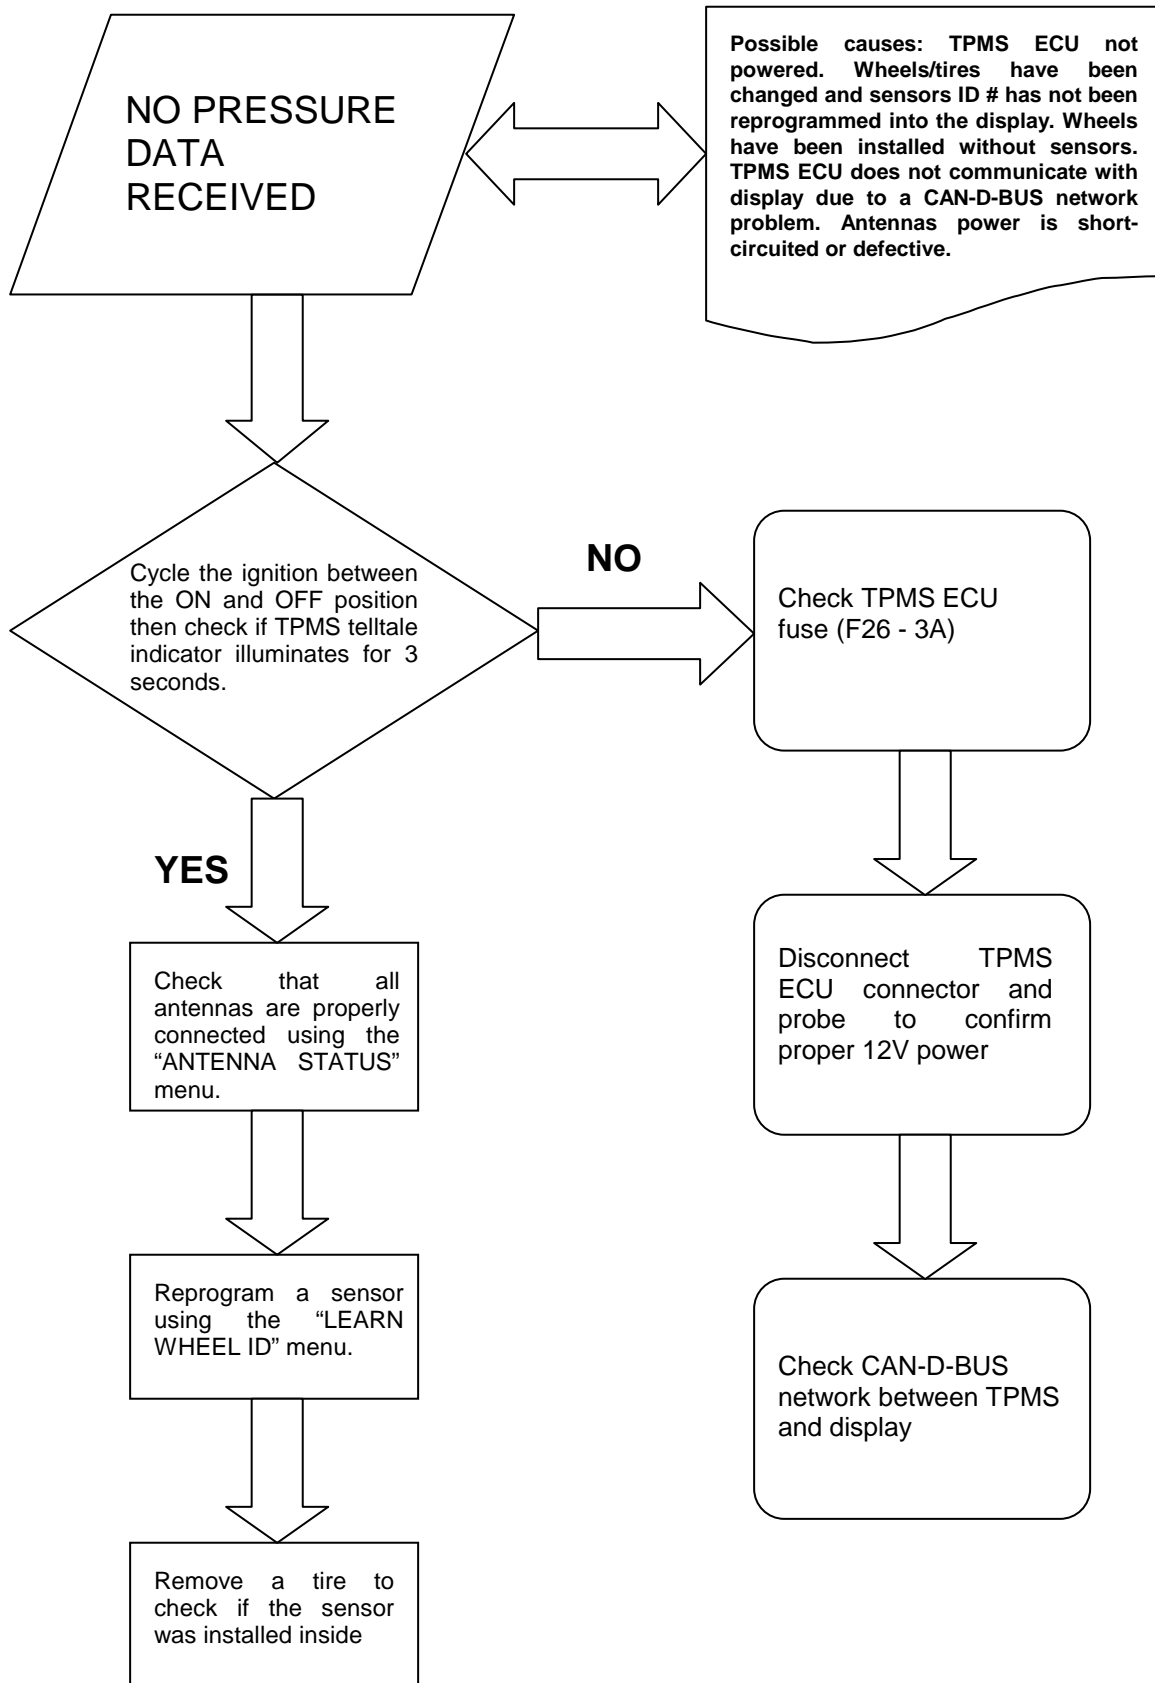 NO PRESSURE
DATA
RECEIVED
Possible causes: TPMS ECU not
powered. Wheels/tires have been
changed and sensors ID # has not been
reprogrammed into the display. Wheels
have been installed without sensors.
TPMS ECU does not communicate with
display due to a CAN-D-BUS network
problem. Antennas power is short-
circuited or defective.
Cycle the ignition between
the ON and OFF position
then check if TPMS telltale
indicator illuminates for 3
seconds.
NO
Check TPMS ECU
fuse (F26 - 3A)
YES
Check that all
antennas are properly
connected using the
“ANTENNA STATUS”
menu.
Disconnect TPMS
ECU connector and
probe to confirm
proper 12V power
Reprogram a sensor
using the “LEARN
WHEEL ID” menu.
Check CAN-D-BUS
network between TPMS
and display
Remove a tire to
check if the sensor
was installed inside